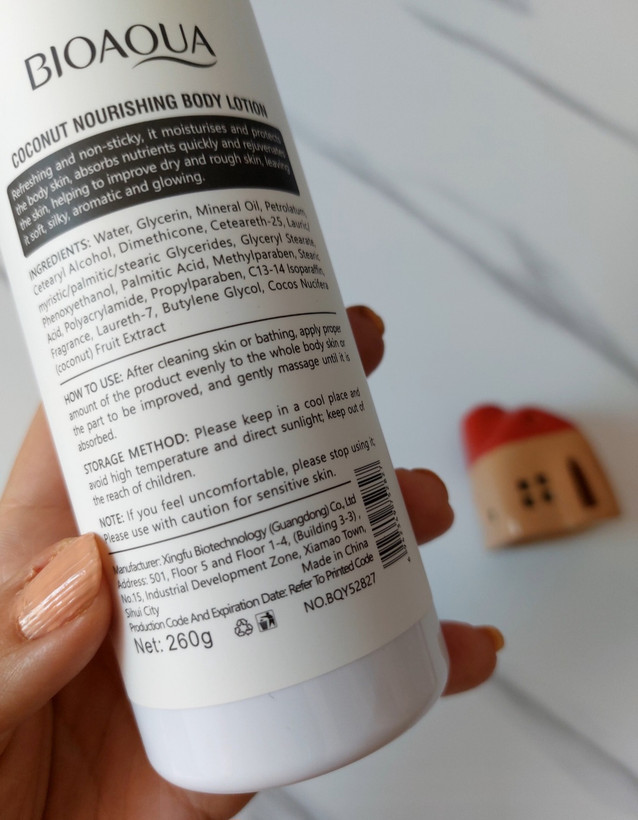 BIOAQUA
COCONUT NOURISHING BODY LOTION
Refreshing and non-sticky, it moisturises and protects
the body skin, absorbs nutrients quickly and rejuvenates
the skin, helping to improve dry and rough skin, leaving
it soft, silky, aromatic and glowing.
INGREDIENTS: Water, Glycerin, Mineral Oil, Petrolatum,
Cetearyl Alcohol, Dimethicone, Ceteareth-25, Lauric/
myristic/palmitic/stearic Glycerides, Glyceryl Stearate,
Phenoxyethanol, Palmitic Acid, Methylparaben, Stearic
Acid, Polyacrylamide, Propylparaben, C13-14 Isoparaffin,
Fragrance, Laureth-7, Butylene Glycol, Cocos Nucifera
(coconut) Fruit Extract
HOW TO USE: After cleaning skin or bathing, apply proper
amount of the product evenly to the whole body skin or
the part to be improved, and gently massage until it is
absorbed.
STORAGE METHOD: Please keep in a cool place and
avoid high temperature and direct sunlight; keep out of
the reach of children.
NOTE: If you feel uncomfortable, please stop using it.
Please use with caution for sensitive skin.
Manufacturer: Xingfu Biotechnology (Guangdong) Co., Ltd
Address: 501, Floor 5 and Floor 1-4, (Building 3-3),
No.15, Industrial Development Zone, Xiamao Town,
Sihui City
Made in China
Production Code And Expiration Date: Refer To Printed Code
Net: 260g
NO.BQY52827